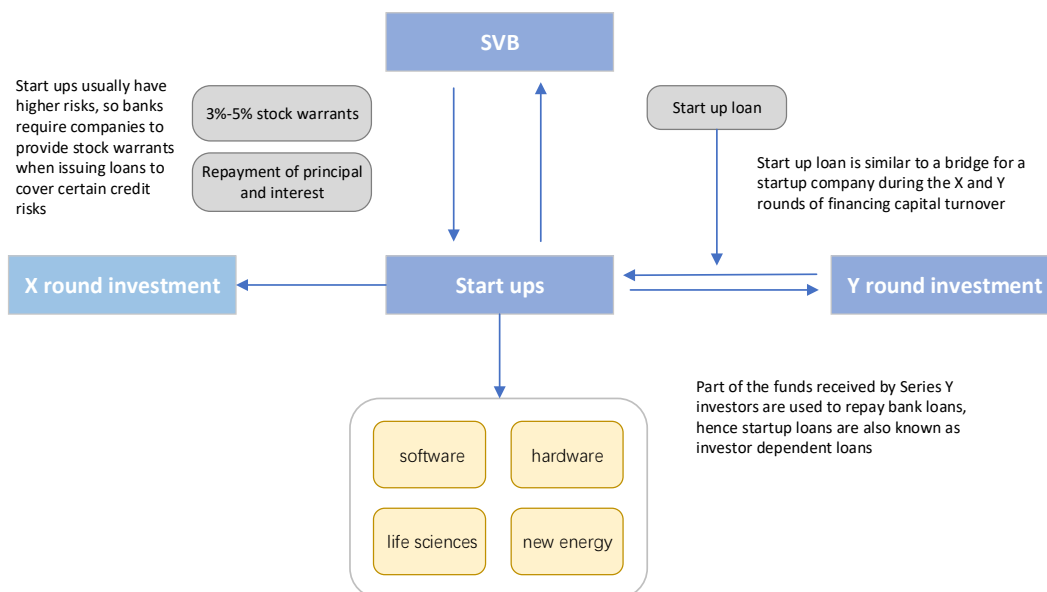 SVB
Start ups usually have
higher risks, so banks
require companies to
provide stock warrants
when issuing loans to
cover certain credit
risks
3%-5% stock warrants
Repayment of principal
and interest
Start up loan
Start up loan is similar to a bridge for a
startup company during the X and Y
rounds of financing capital turnover
X round investment
Start ups
Y round investment
Part of the funds received by Series Y
investors are used to repay bank loans,
hence startup loans are also known as
investor dependent loans
software
hardware
life sciences
new energy